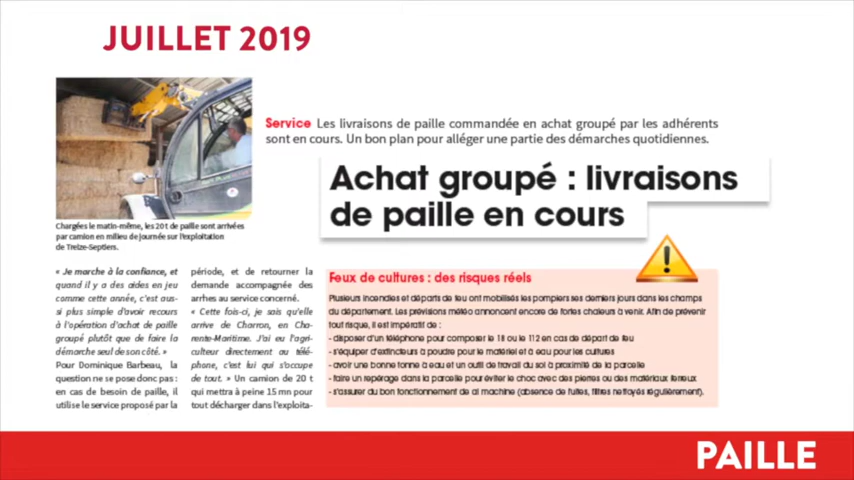 JUILLET 2019
Service Les livraisons de paille commandée en achat groupé par les adhérents
sont en cours. Un bon plan pour alléger une partie des démarches quotidiennes.
Achat groupé : livraisons
de paille en cours
Chargées le matin-même, les 20 t de paille sont arrivées
par camion en milieu de journée sur l'exploitation
de Treize-Septiers.
« Je marche à la confiance, et
quand il y a des aides en jeu
comme cette année, c'est aus-
si plus simple d'avoir recours
à l'opération d'achat de paille
groupé plutôt que de faire la
démarche seul de son côté. »
Pour Dominique Barbeau, la
question ne se pose donc pas :
en cas de besoin de paille, il
utilise le service proposé par la
période, et de retourner la
demande accompagnée des
arrhes au service concerné.
« Cette fois-ci, je sais qu'elle
arrive de Charron, en Cha-
rente-Maritime. J'ai eu l'agri-
culteur directement au télé-
phone, c'est lui qui s'occupe
de tout. » Un camion de 20 t
qui mettra à peine 15 mn pour
tout décharger dans l'exploita-
Feux de cultures : des risques réels
Plusieurs incendies et départs de feu ont mobilisés les pompiers ses derniers jours dans les champs
du département. Les prévisions météo annoncent encore de fortes chaleurs à venir. Afin de prévenir
tout risque, il est impératif de :
- disposer d'un téléphone pour composer le 18 ou le 112 en cas de départ de feu
- s'équiper d'extincteurs à poudre pour le matériel et à eau pour les cultures
- avoir une bonne tonne à eau et un outil de travail du sol à proximité de la parcelle
- faire un repérage dans la parcelle pour éviter le choc avec des pierres ou des matériaux ferreux
- s'assurer du bon fonctionnement de al machine (absence de fuites, filtres nettoyés régulièrement).
PAILLE